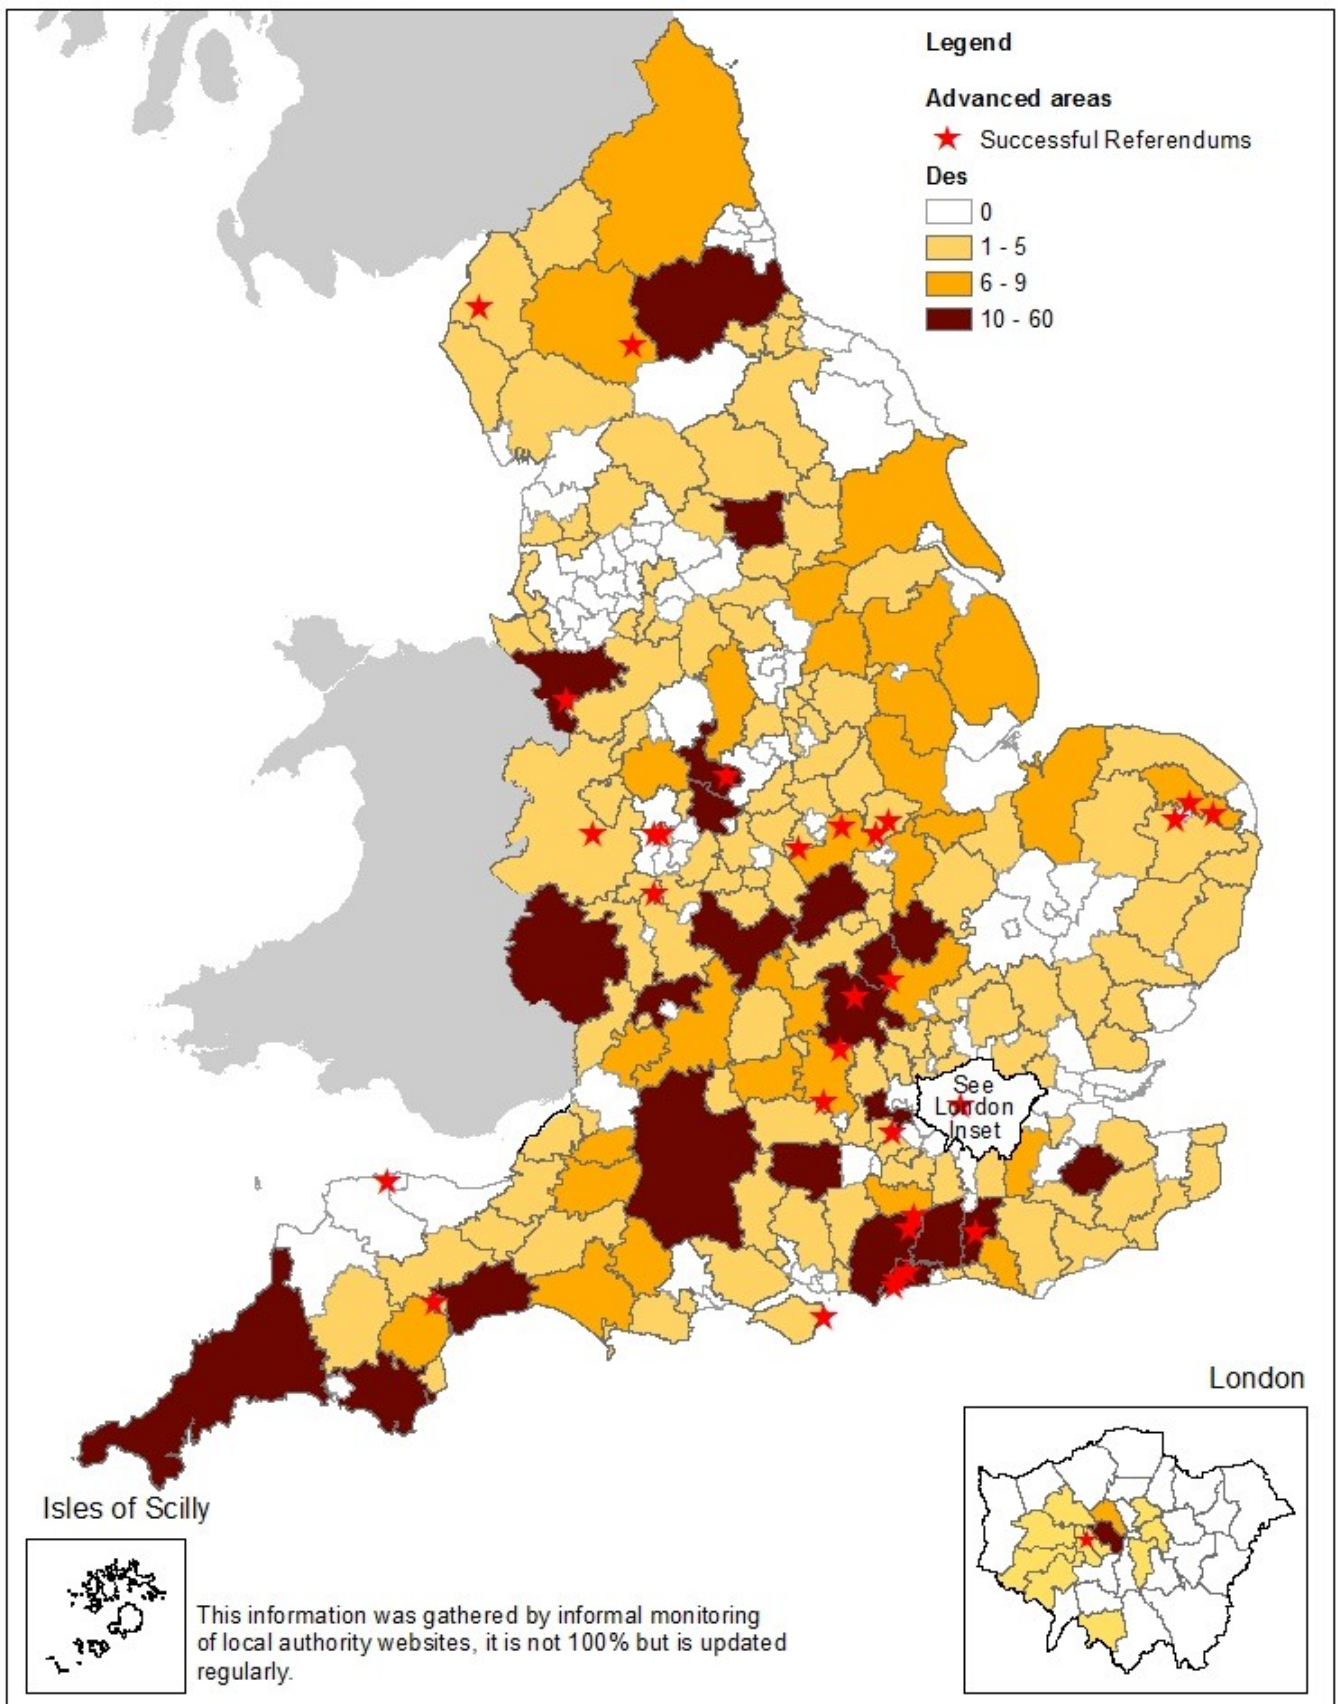 Legend
Advanced areas
Successful Referendums
Des
0
1 - 5
6 - 9
10 - 60
See
London
Inset
London
Isles of Scilly
This information was gathered by informal monitoring
of local authority websites, it is not 100% but is updated
regularly.